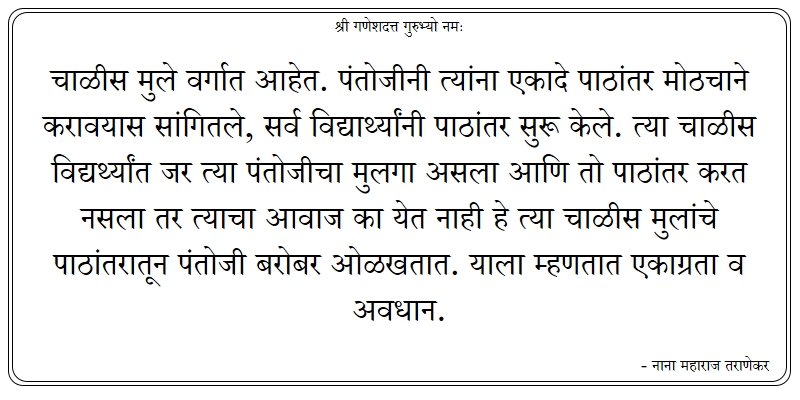 श्री गणेशदत्त गुरुभ्यो नमः
चाळीस मुले वर्गात आहेत. पंतोजीनी त्यांना एकादे पाठांतर मोठचाने
करावयास सांगितले, सर्व विद्यार्थ्यांनी पाठांतर सुरू केले. त्या चाळीस
विद्यर्थ्यांत जर त्या पंतोजीचा मुलगा असला आणि तो पाठांतर करत
नसला तर त्याचा आवाज का येत नाही हे त्या चाळीस मुलांचे
पाठांतरातून पंतोजी बरोबर ओळखतात. याला म्हणतात एकाग्रता व
अवधान.
- नाना महाराज तराणेकर